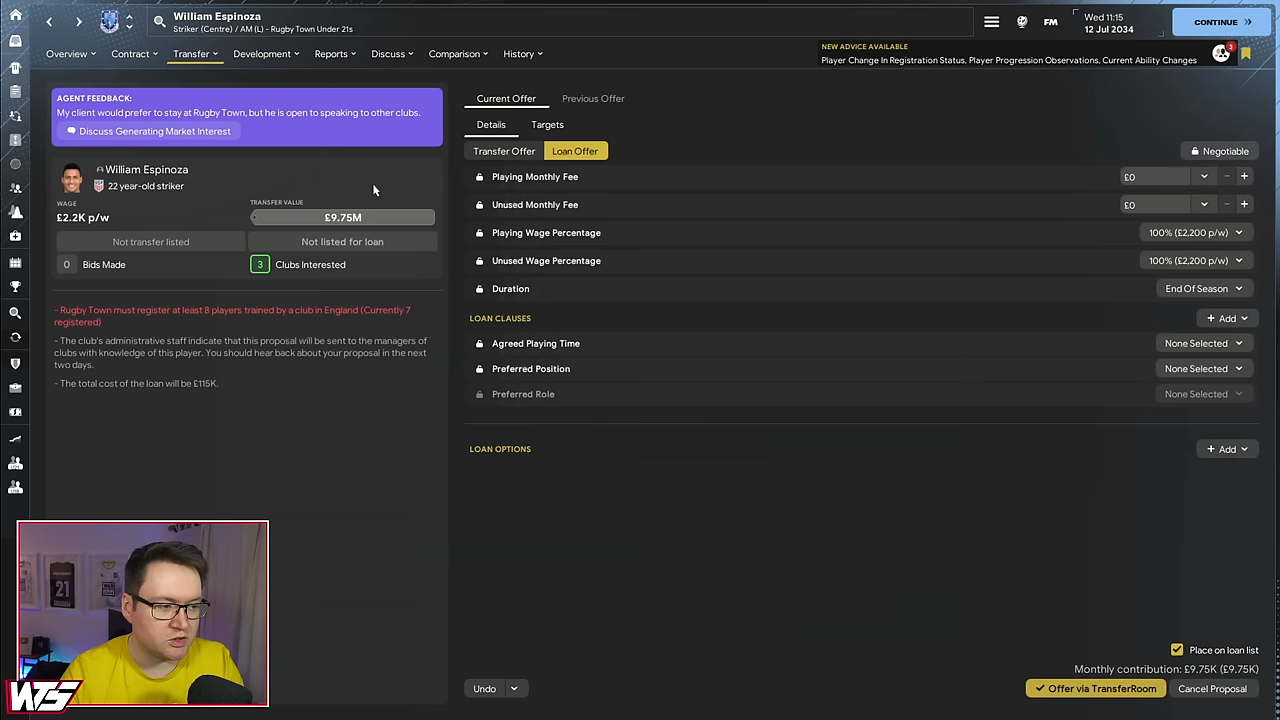 William Espinoza
Striker (Centre) / AM (L) - Rugby Town Under 21s
FM
Wed 11:15
12 Jul 2034
CONTINUE
Overview
Contract
Transfer
Development
Reports
Discuss
Comparison
History
NEW ADVICE AVAILABLE
Player Change In Registration Status, Player Progression Observations, Current Ability Changes
3
AGENT FEEDBACK:
My client would prefer to stay at Rugby Town, but he is open to speaking to other clubs.
Discuss Generating Market Interest
William Espinoza
22 year-old striker
WAGE
£2.2K p/w
TRANSFER VALUE
£9.75M
Not transfer listed
Not listed for loan
0 Bids Made
3 Clubs Interested
- Rugby Town must register at least 8 players trained by a club in England (Currently 7
registered)
- The club's administrative staff indicate that this proposal will be sent to the managers of
clubs with knowledge of this player. You should hear back about your proposal in the next
two days.
- The total cost of the loan will be £115K.
Current Offer
Previous Offer
Details
Targets
Transfer Offer
Loan Offer
Negotiable
Playing Monthly Fee
£0
Unused Monthly Fee
£0
Playing Wage Percentage
100% (£2,200 p/w)
Unused Wage Percentage
100% (£2,200 p/w)
Duration
End Of Season
LOAN CLAUSES
+ Add
Agreed Playing Time
None Selected
Preferred Position
None Selected
Preferred Role
None Selected
LOAN OPTIONS
+ Add
Place on loan list
Monthly contribution: £9.75K (£9.75K)
Undo
Offer via TransferRoom
Cancel Proposal
21
WTS